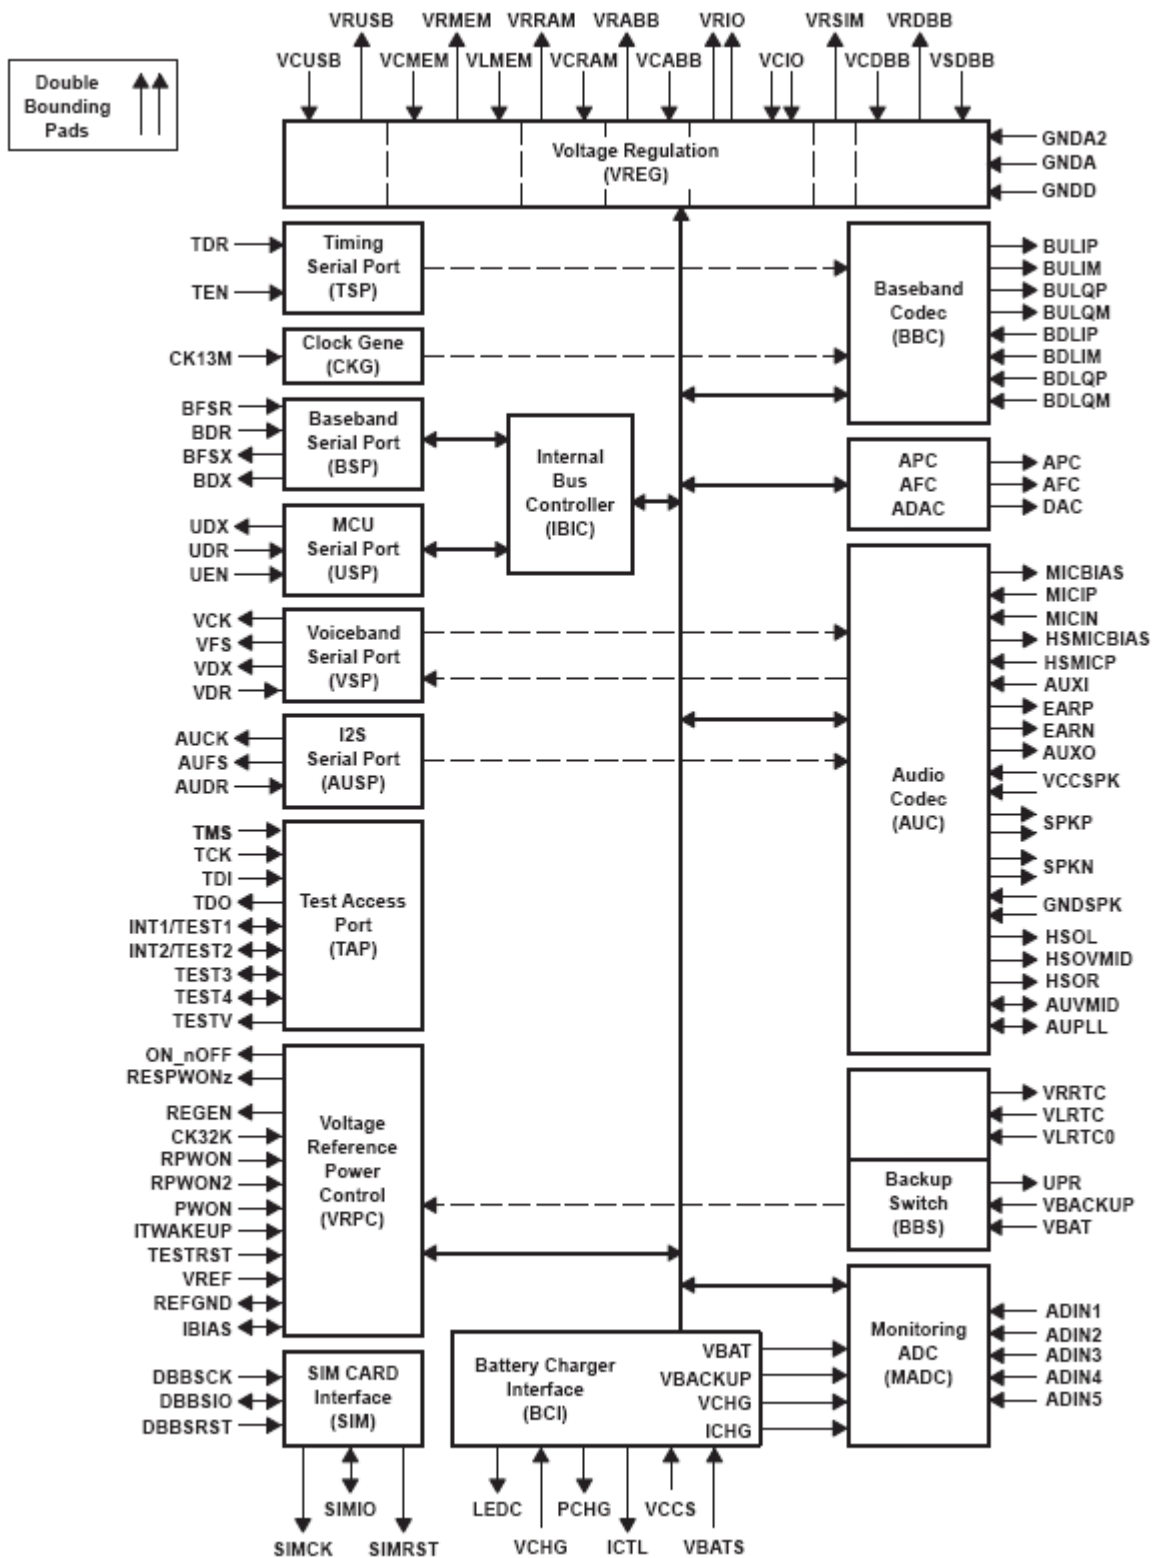 VRUSB VRMEM VRRAM VRABB VRIO VRSIM VRDBB
VCUSB VCMEM VLMEM VCRAM VCABB VCIO VCDBB VSDBB
Double
Bounding
Pads
Voltage Regulation
(VREG)
GNDA2
GNDA
GNDD
TDR
TEN
Timing
Serial Port
(TSP)
CK13M
Clock Gene
(CKG)
BFSR
BDR
BFSX
BDX
Baseband
Serial Port
(BSP)
UDX
UDR
UEN
MCU
Serial Port
(USP)
Internal
Bus
Controller
(IBIC)
Baseband
Codec
(BBC)
BULIP
BULIM
BULQP
BULQM
BDLIP
BDLIM
BDLQP
BDLQM
APC
AFC
ADAC
APC
AFC
DAC
VCK
VFS
VDX
VDR
Voiceband
Serial Port
(VSP)
AUCK
AUFS
AUDR
I2S
Serial Port
(AUSP)
Audio
Codec
(AUC)
MICBIAS
MICIP
MICIN
HSMICBIAS
HSMICP
AUXI
EARP
EARN
AUXO
VCCSPK
SPKP
SPKN
GNDSPK
HSOL
HSOVMID
HSOR
AUVMID
AUPLL
TMS
TCK
TDI
TDO
INT1/TEST1
INT2/TEST2
TEST3
TEST4
TESTV
Test Access
Port
(TAP)
ON_nOFF
RESPWONz
REGEN
CK32K
RPWON
RPWON2
PWON
ITWAKEUP
TESTRST
VREF
REFGND
IBIAS
Voltage
Reference
Power
Control
(VRPC)
VRRTC
VLRTC
VLRTC0
Backup
Switch
(BBS)
UPR
VBACKUP
VBAT
DBBSCK
DBBSIO
DBBSRST
SIM CARD
Interface
(SIM)
Battery Charger
Interface
(BCI)
VBAT
VBACKUP
VCHG
ICHG
Monitoring
ADC
(MADC)
ADIN1
ADIN2
ADIN3
ADIN4
ADIN5
SIMIO LEDC PCHG VCCS
SIMCK SIMRST VCHG ICTL VBATS